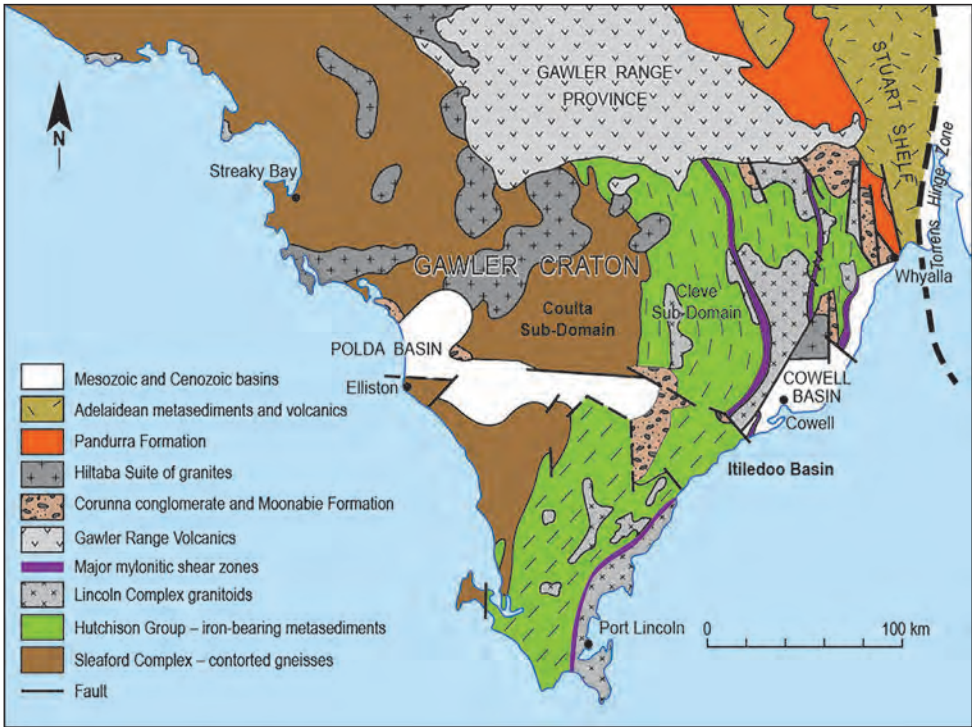 GAWLER RANGE
PROVINCE
STUART SHELF
Torrens Hinge Zone
N
Streaky Bay
GAWLER CRATON
Whyalla
Coulta
Sub-Domain
Cleve
Sub-Domain
POLDA BASIN
Elliston
COWELL
BASIN
Cowell
Itiledoo Basin
Mesozoic and Cenozoic basins
Adelaidean metasediments and volcanics
Pandurra Formation
Hiltaba Suite of granites
Corunna conglomerate and Moonabie Formation
Gawler Range Volcanics
Major mylonitic shear zones
Lincoln Complex granitoids
Hutchison Group – iron-bearing metasediments
Sleaford Complex – contorted gneisses
Fault
Port Lincoln
0 100 km